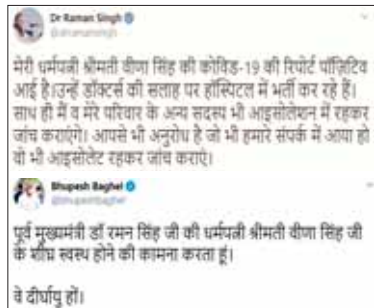 Dr Raman Singh
@drramansingh
मेरी धर्मपत्नी श्रीमती वीणा सिंह की कोविड-19 की रिपोर्ट पॉज़िटिव
आई है।उन्हें डॉक्टर्स की सलाह पर हॉस्पिटल में भर्ती कर रहे हैं।
साथ ही मैं व मेरे परिवार के अन्य सदस्य भी आइसोलेशन में रहकर
जांच कराएंगे। आपसे भी अनुरोध है जो भी हमारे संपर्क में आया हो
वो भी आइसोलेट रहकर जांच कराएं।
Bhupesh Baghel
@bhupeshbaghel
पूर्व मुख्यमंत्री डॉ रमन सिंह जी की धर्मपत्नी श्रीमती वीणा सिंह जी
के शीघ्र स्वस्थ होने की कामना करता हूं।
वे दीर्घायु हों।